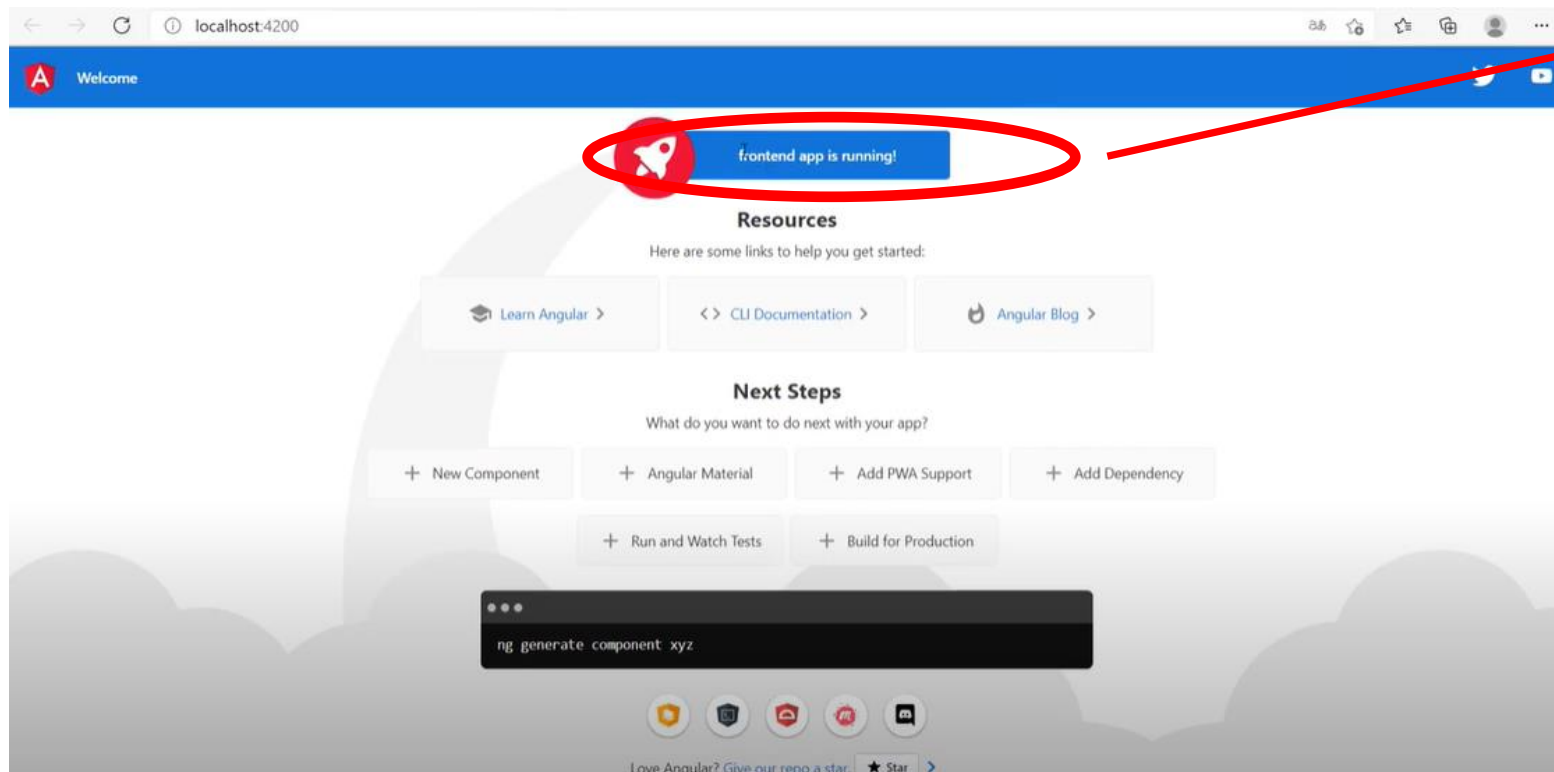 localhost:4200
Welcome
frontend app is running!
Resources
Here are some links to help you get started:
Learn Angular
CLI Documentation
Angular Blog
Next Steps
What do you want to do next with your app?
New Component
Angular Material
Add PWA Support
Add Dependency
Run and Watch Tests
Build for Production
ng generate component xyz
Love Angular? Give our repo a star. Star